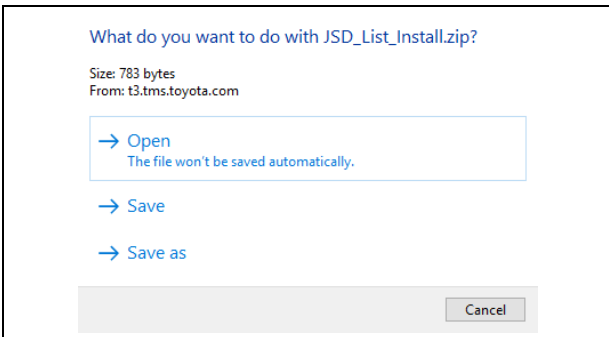 What do you want to do with JSD_List_Install.zip?
Size: 783 bytes
From: t3.tms.toyota.com
Open
The file won't be saved automatically.
Save
Save as
Cancel